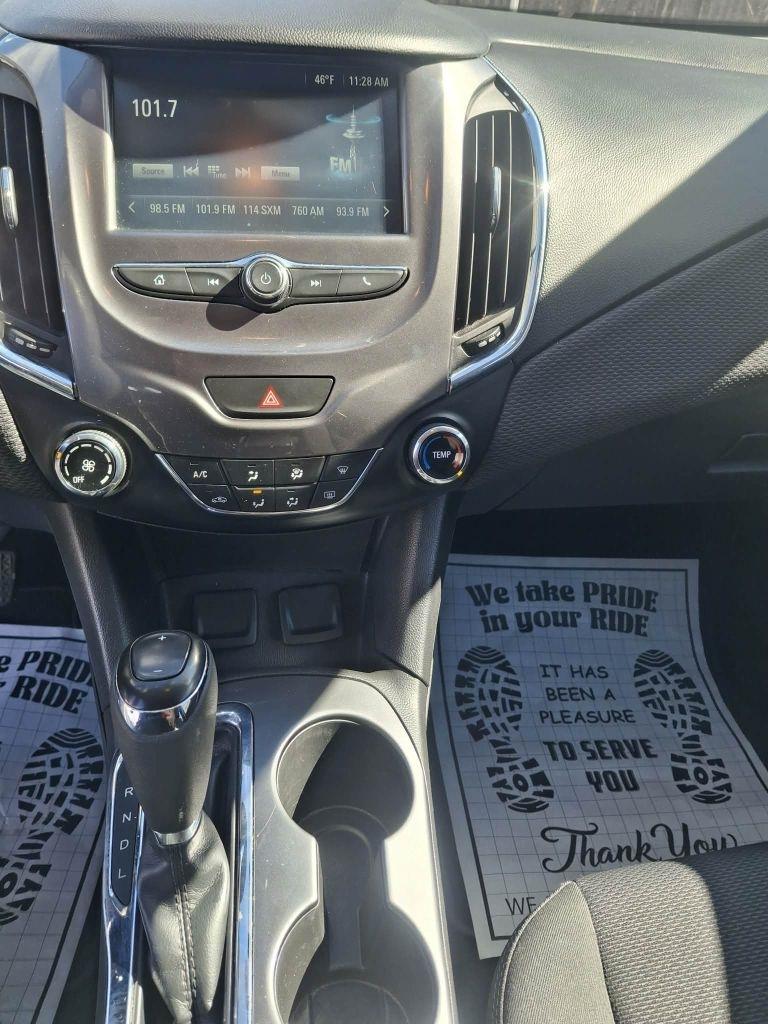 46°F 11:28 AM
101.7
FM
Source Tune Menu
98.5 FM 101.9 FM 114 SXM 760 AM 93.9 FM
OFF
A/C
TEMP
+
−
R
N
D
L
We take PRIDE
in your RIDE
IT HAS
BEEN A
PLEASURE
TO SERVE
YOU
Thank You
WE
PRIDE
RIDE